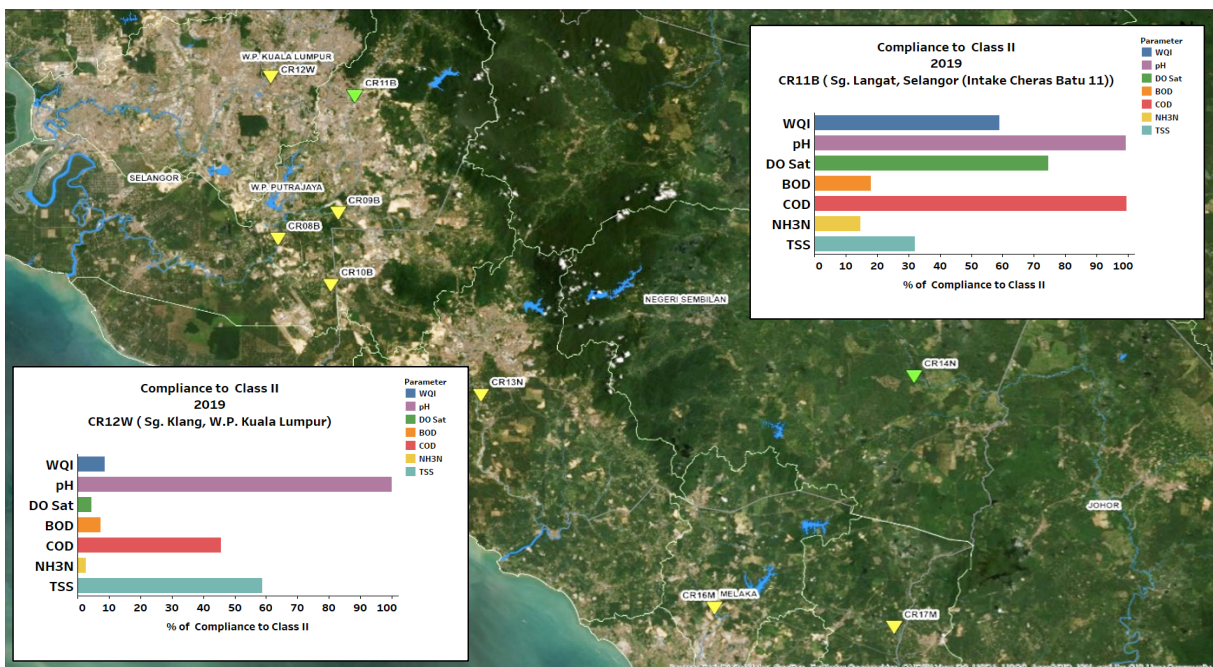 W.P. KUALA LUMPUR
CR12W
CR11B
SELANGOR
W.P. PUTRAJAYA
CR09B
CR08B
CR10B
NEGERI SEMBILAN
CR14N
CR13N
JOHOR
CR16M
MELAKA
CR17M
Compliance to Class II
2019
CR11B ( Sg. Langat, Selangor (Intake Cheras Batu 11))
Parameter
WQI
pH
DO Sat
BOD
COD
NH3N
TSS
WQI
pH
DO Sat
BOD
COD
NH3N
TSS
0 10 20 30 40 50 60 70 80 90 100
% of Compliance to Class II
Compliance to Class II
2019
CR12W ( Sg. Klang, W.P. Kuala Lumpur)
Parameter
WQI
pH
DO Sat
BOD
COD
NH3N
TSS
WQI
pH
DO Sat
BOD
COD
NH3N
TSS
0 10 20 30 40 50 60 70 80 90 100
% of Compliance to Class II